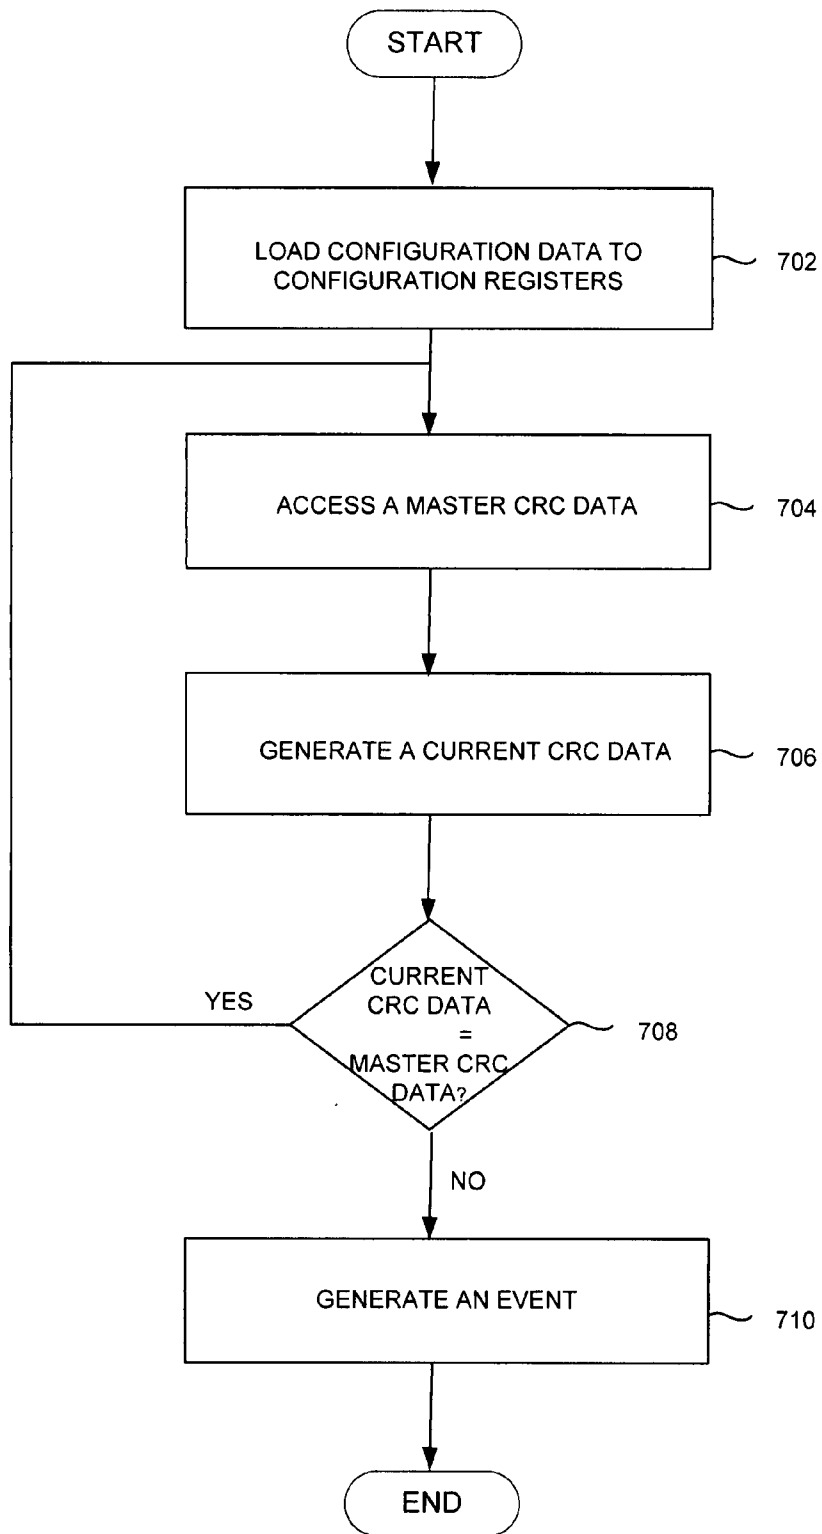 START
LOAD CONFIGURATION DATA TO
CONFIGURATION REGISTERS
702
ACCESS A MASTER CRC DATA
704
GENERATE A CURRENT CRC DATA
706
CURRENT
CRC DATA
=
MASTER CRC
DATA?
YES
708
NO
GENERATE AN EVENT
710
END